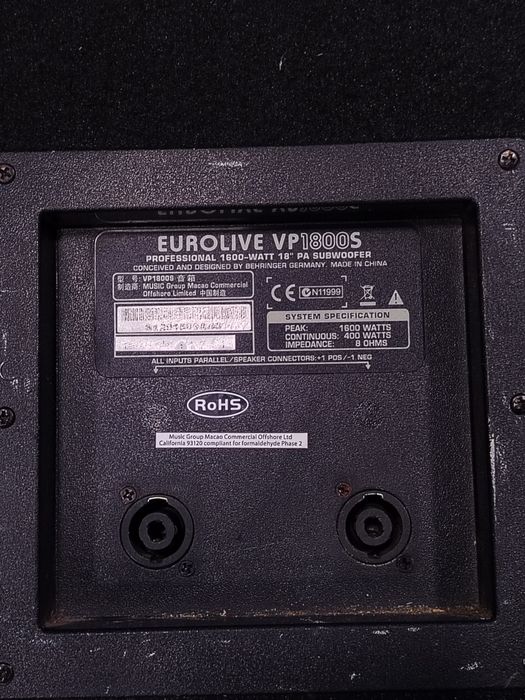 EUROLIVE VP1800S
PROFESSIONAL 1600-WATT 18" PA SUBWOOFER
CONCEIVED AND DESIGNED BY BEHRINGER GERMANY. MADE IN CHINA
型 号: VP1800S 音箱
制造商: MUSIC Group Macao Commercial
Offshore Limited 中国制造
CE N11999
SYSTEM SPECIFICATION
PEAK: 1600 WATTS
CONTINUOUS: 400 WATTS
IMPEDANCE: 8 OHMS
ALL INPUTS PARALLEL/SPEAKER CONNECTORS:+1 POS/-1 NEG
RoHS
Music Group Macao Commercial Offshore Ltd
California 93120 compliant for formaldehyde Phase 2